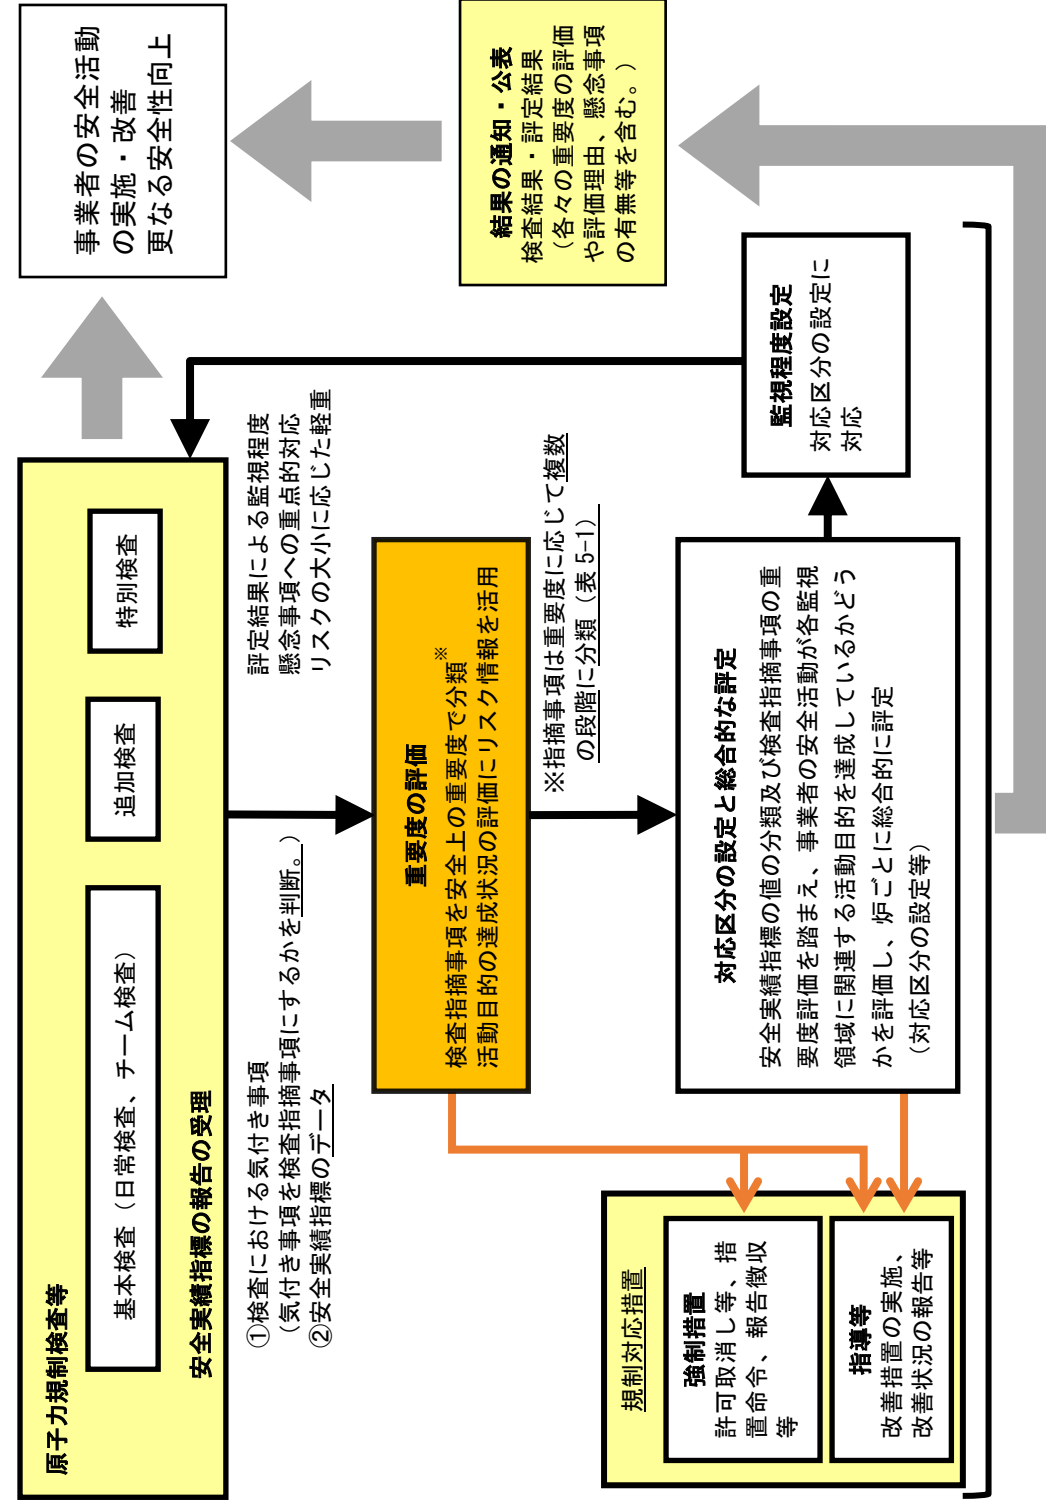 原子力規制検査等
基本検査（日常検査、チーム検査）
追加検査
特別検査
安全実績指標の報告の受理
事業者の安全活動
の実施・改善
更なる安全性向上
①検査における気付き事項
（気付き事項を検査指摘事項にするかを判断。）
②安全実績指標のデータ
評定結果による監視程度
懸念事項への重点的対応
リスクの大小に応じた軽重
重要度の評価
検査指摘事項を安全上の重要度で分類※
活動目的の達成状況の評価にリスク情報を活用
※指摘事項は重要度に応じて複数
の段階に分類（表 5-1）
結果の通知・公表
検査結果・評定結果
（各々の重要度の評価
や評価理由、懸念事項
の有無等を含む。）
規制対応措置
強制措置
許可取消し等、措
置命令、報告徴収
等
指導等
改善措置の実施、
改善状況の報告等
対応区分の設定と総合的な評定
安全実績指標の値の分類及び検査指摘事項の重
要度評価を踏まえ、事業者の安全活動が各監視
領域に関連する活動目的を達成しているかどう
かを評価し、炉ごとに総合的に評定
（対応区分の設定等）
監視程度設定
対応区分の設定に
対応